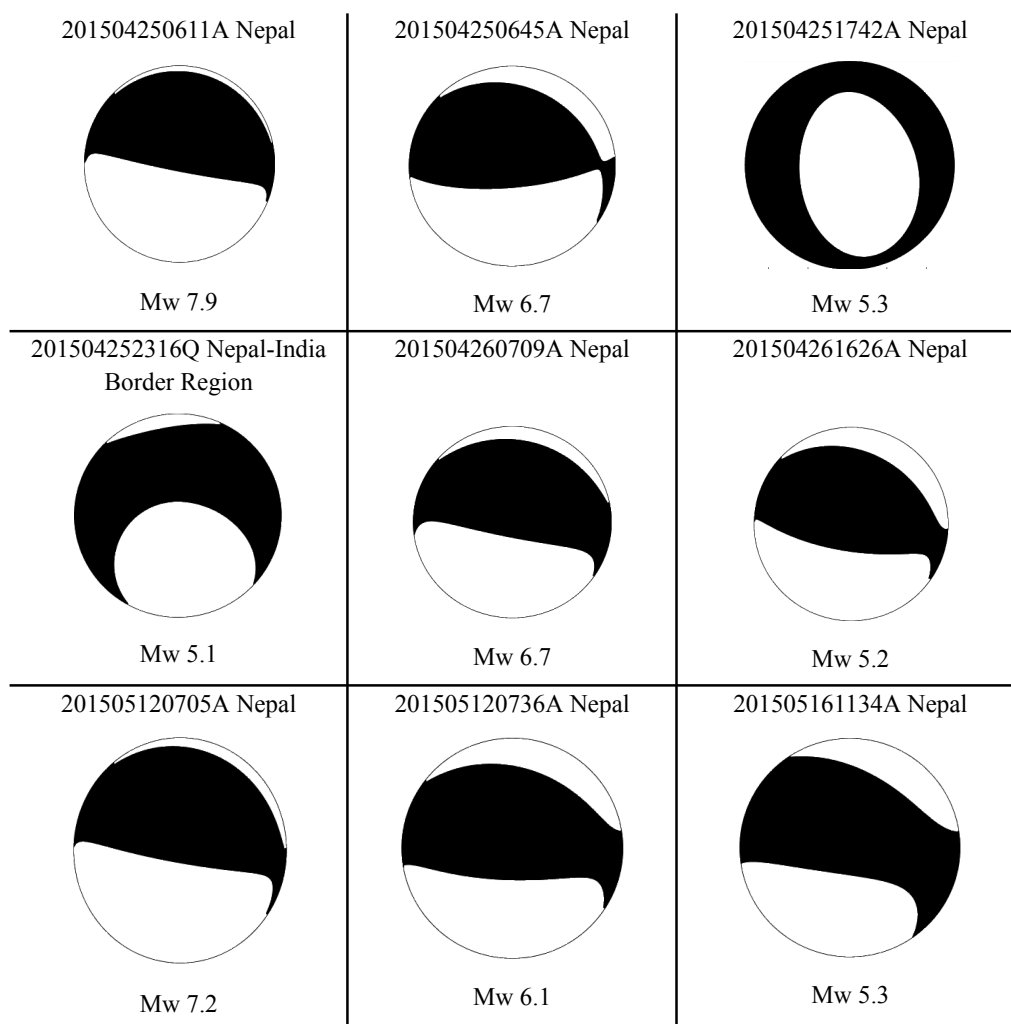 201504250611A Nepal
Mw 7.9
201504250645A Nepal
Mw 6.7
201504251742A Nepal
Mw 5.3
201504252316Q Nepal-India
Border Region
Mw 5.1
201504260709A Nepal
Mw 6.7
201504261626A Nepal
Mw 5.2
201505120705A Nepal
Mw 7.2
201505120736A Nepal
Mw 6.1
201505161134A Nepal
Mw 5.3